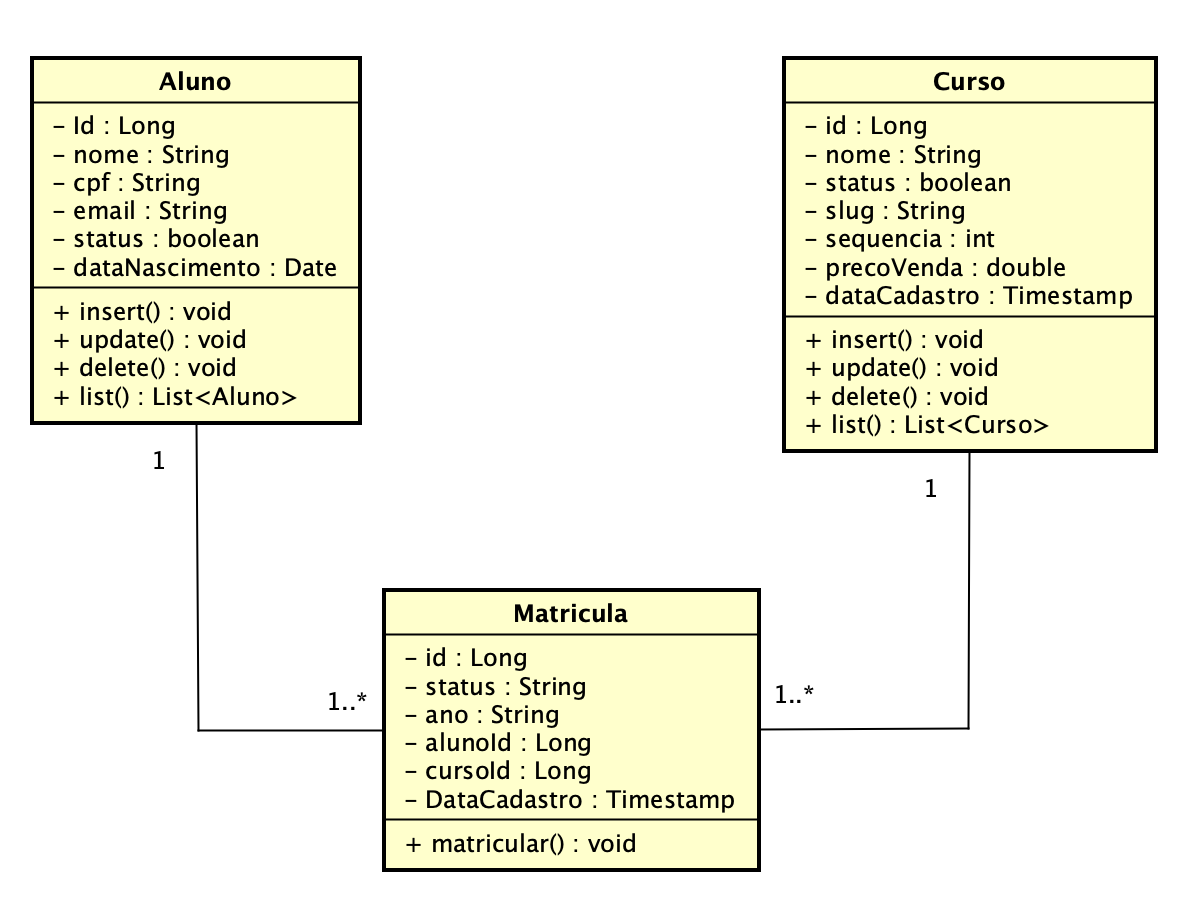 Aluno
– Id : Long
– nome : String
– cpf : String
– email : String
– status : boolean
– dataNascimento : Date
+ insert() : void
+ update() : void
+ delete() : void
+ list() : List<Aluno>
1
1..*
Curso
– id : Long
– nome : String
– status : boolean
– slug : String
– sequencia : int
– precoVenda : double
– dataCadastro : Timestamp
+ insert() : void
+ update() : void
+ delete() : void
+ list() : List<Curso>
1
1..*
Matricula
– id : Long
– status : String
– ano : String
– alunoId : Long
– cursoId : Long
– DataCadastro : Timestamp
+ matricular() : void